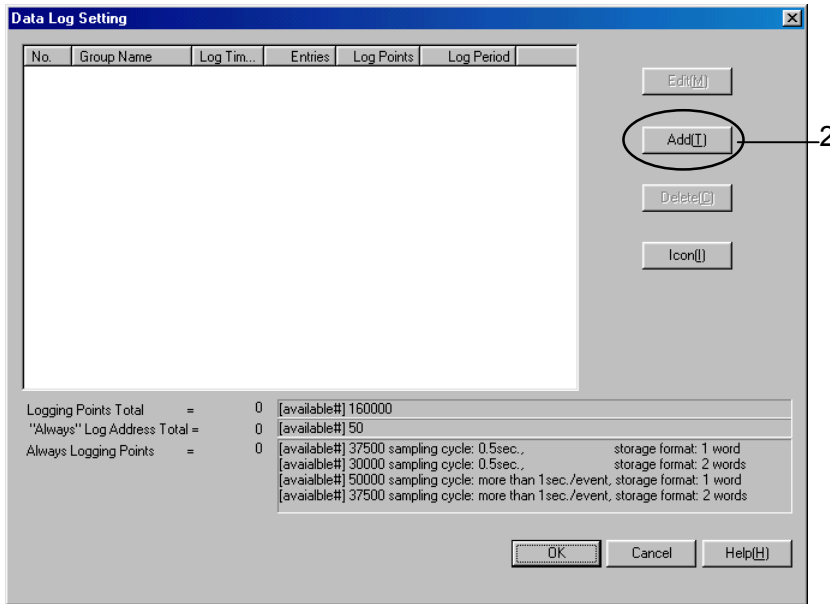 Data Log Setting
No. Group Name Log Tim... Entries Log Points Log Period
Edit(M)
Add(T)
2
Delete(C)
Icon(I)
Logging Points Total = 0 [available#] 160000
"Always" Log Address Total = 0 [available#] 50
Always Logging Points = 0 [available#] 37500 sampling cycle: 0.5sec., storage format: 1 word
[avaialble#] 30000 sampling cycle: 0.5sec., storage format: 2 words
[avaialble#] 50000 sampling cycle: more than 1sec./event, storage format: 1 word
[avaialble#] 37500 sampling cycle: more than 1sec./event, storage format: 2 words
OK Cancel Help(H)